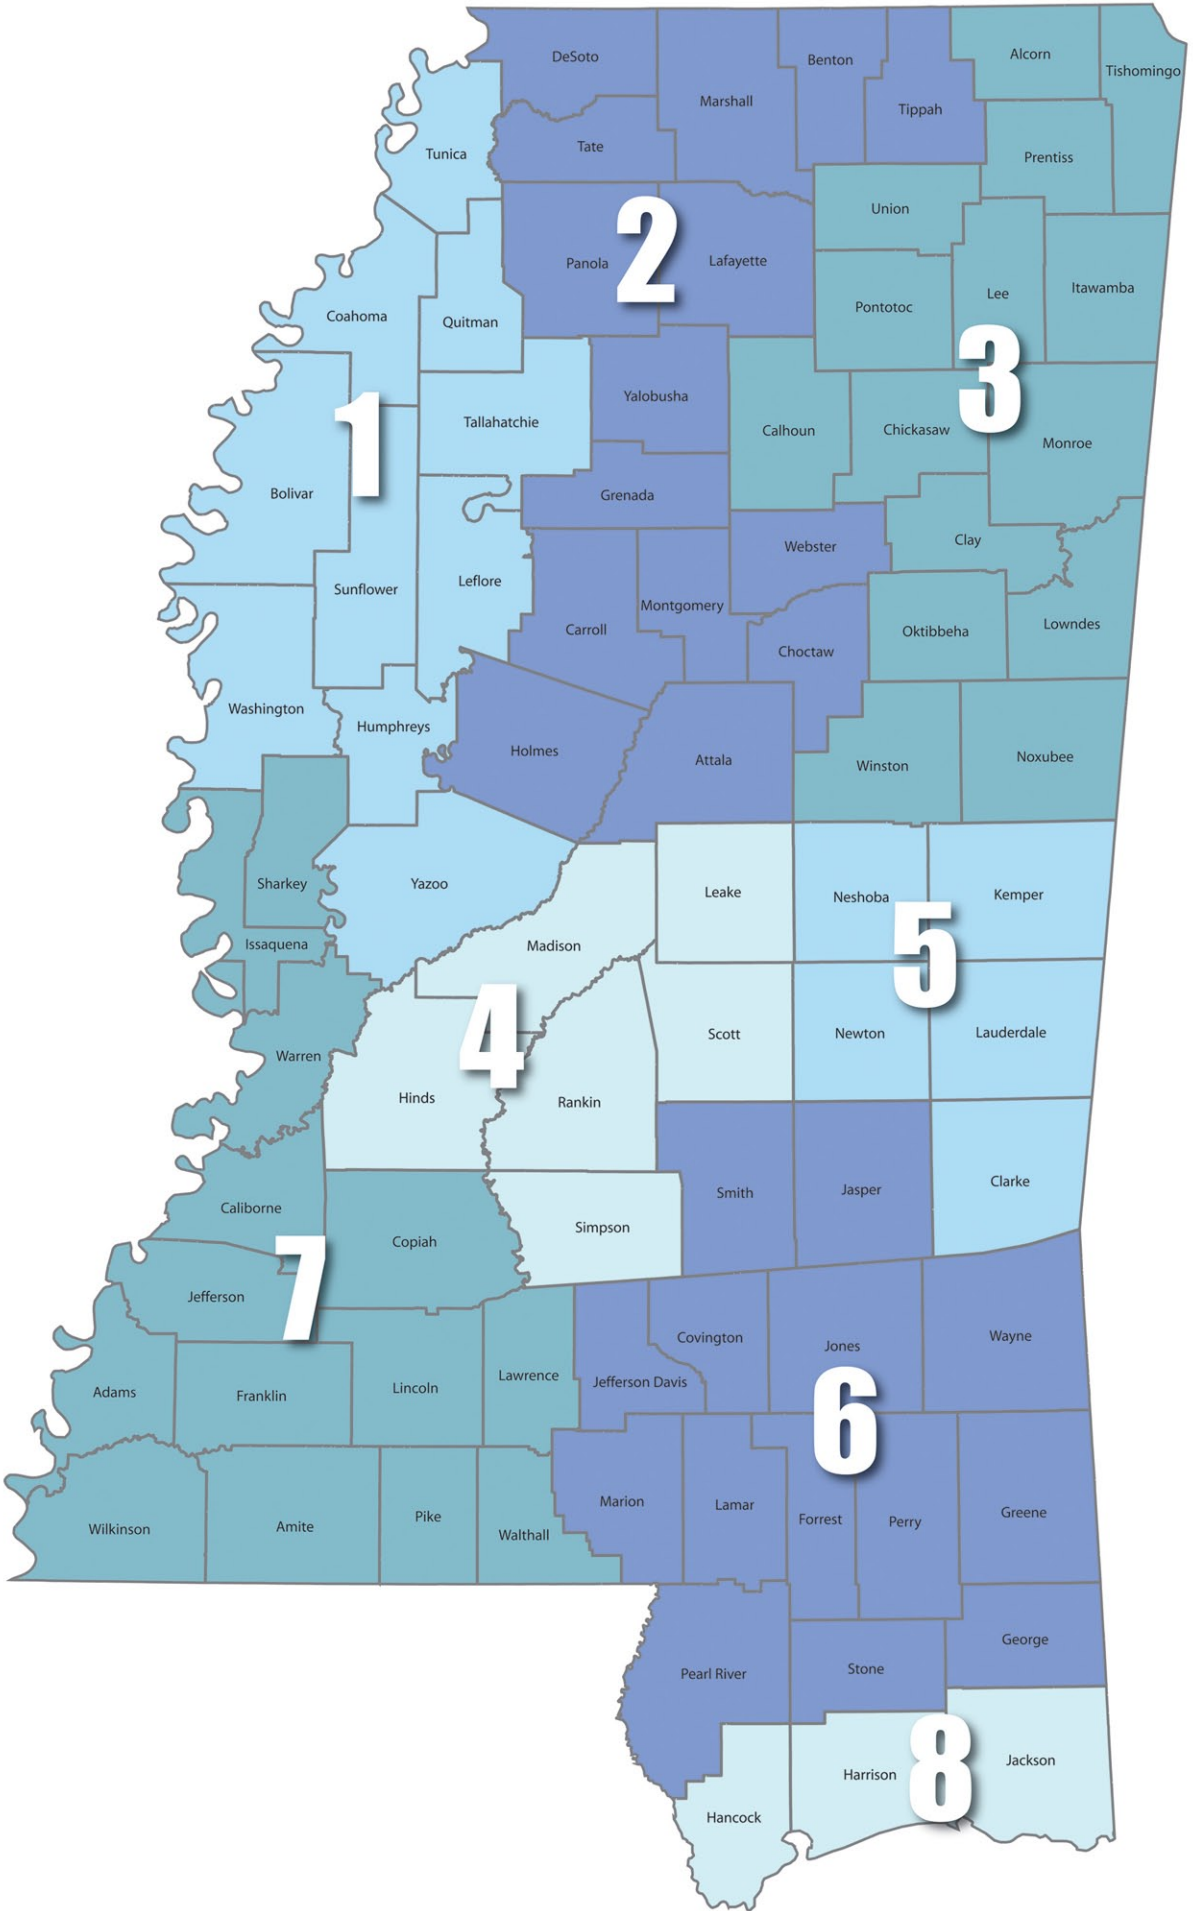 DeSoto
Benton
Alcorn
Tishomingo
Marshall
Tippah
Tate
Tunica
Prentiss
Union
2
Panola
Lafayette
Itawamba
Lee
Pontotoc
Coahoma
Quitman
3
Yalobusha
1
Tallahatchie
Calhoun
Chickasaw
Monroe
Bolivar
Grenada
Clay
Webster
Leflore
Sunflower
Montgomery
Carroll
Oktibbeha
Lowndes
Choctaw
Washington
Humphreys
Holmes
Attala
Winston
Noxubee
Sharkey
Yazoo
Leake
Neshoba
Kemper
5
Issaquena
Madison
4
Scott
Newton
Lauderdale
Warren
Hinds
Rankin
Smith
Jasper
Clarke
Caliborne
Simpson
Copiah
7
Jefferson
Covington
Jones
Wayne
Lawrence
Jefferson Davis
Adams
Franklin
Lincoln
6
Marion
Lamar
Forrest
Perry
Greene
Wilkinson
Amite
Pike
Walthall
George
Pearl River
Stone
Harrison
8
Jackson
Hancock